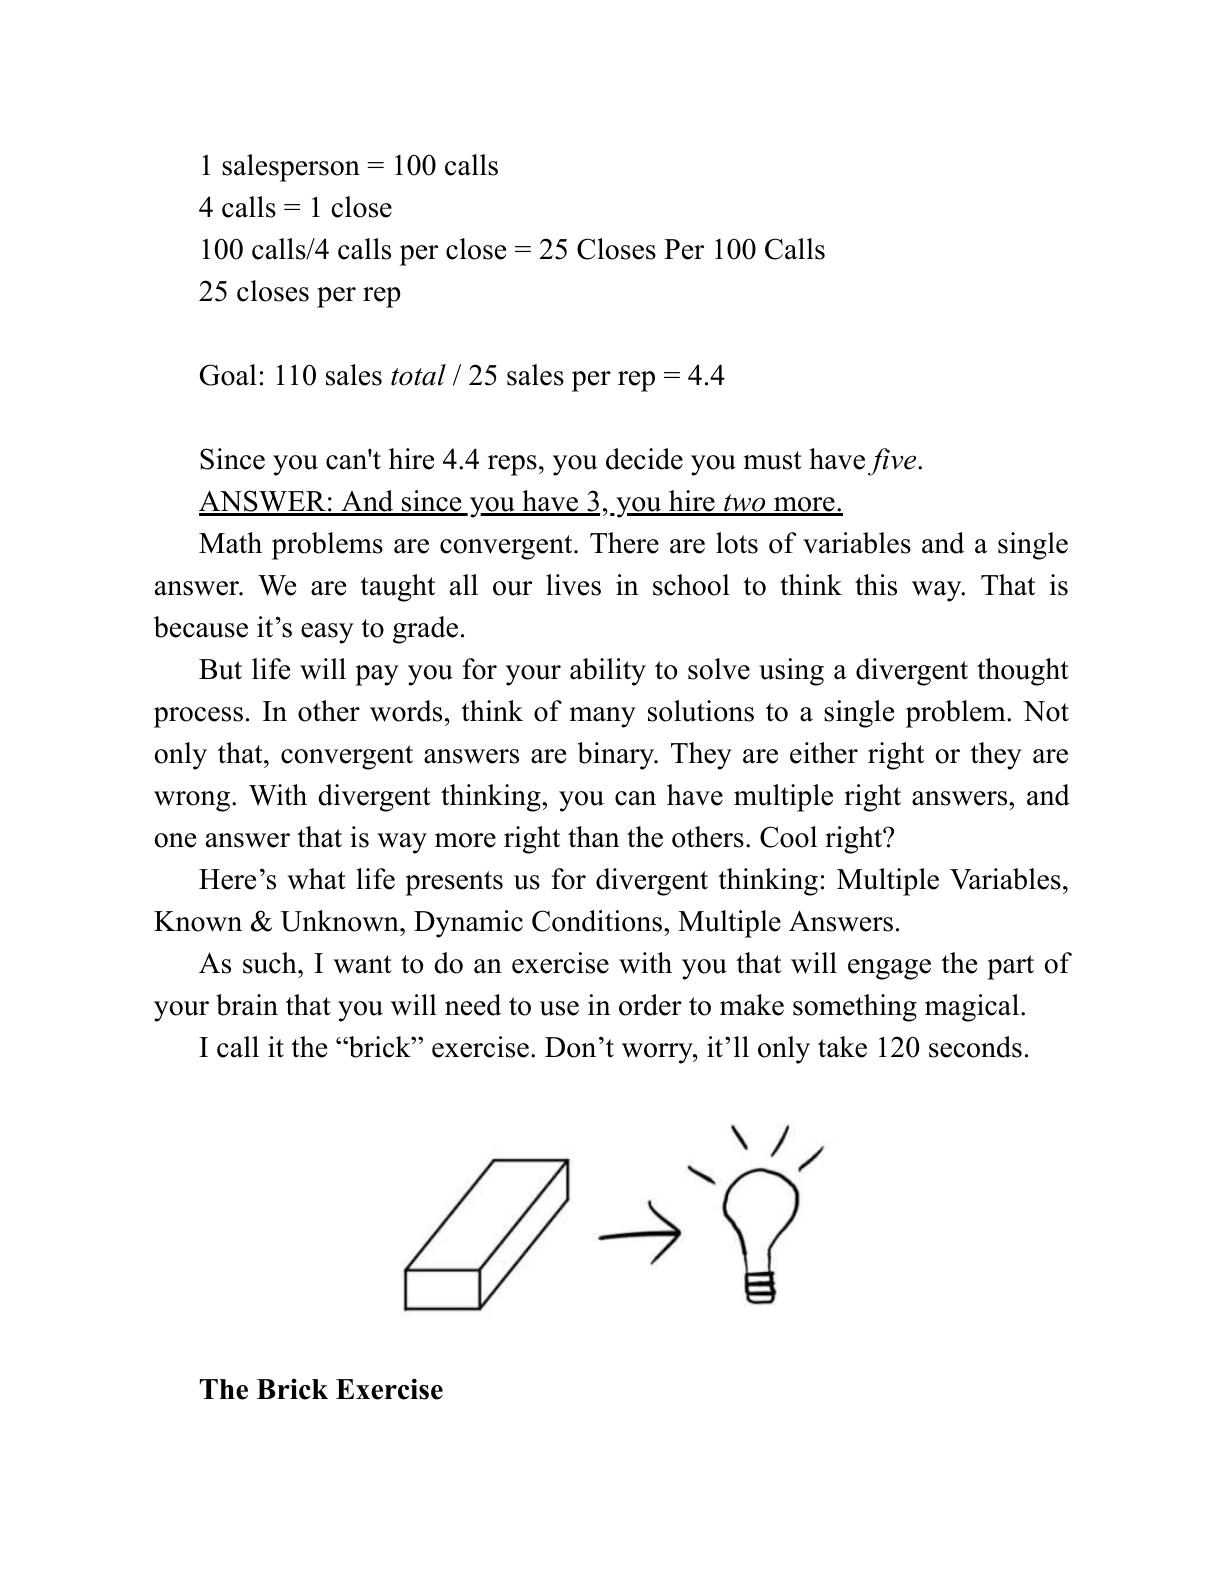 1 salesperson = 100 calls
4 calls = 1 close
100 calls/4 calls per close = 25 Closes Per 100 Calls
25 closes per rep
Goal: 110 sales total / 25 sales per rep = 4.4
Since you can't hire 4.4 reps, you decide you must have five.
ANSWER: And since you have 3, you hire two more.
Math problems are convergent. There are lots of variables and a single
answer. We are taught all our lives in school to think this way. That is
because it’s easy to grade.
But life will pay you for your ability to solve using a divergent thought
process. In other words, think of many solutions to a single problem. Not
only that, convergent answers are binary. They are either right or they are
wrong. With divergent thinking, you can have multiple right answers, and
one answer that is way more right than the others. Cool right?
Here’s what life presents us for divergent thinking: Multiple Variables,
Known & Unknown, Dynamic Conditions, Multiple Answers.
As such, I want to do an exercise with you that will engage the part of
your brain that you will need to use in order to make something magical.
I call it the “brick” exercise. Don’t worry, it’ll only take 120 seconds.
The Brick Exercise